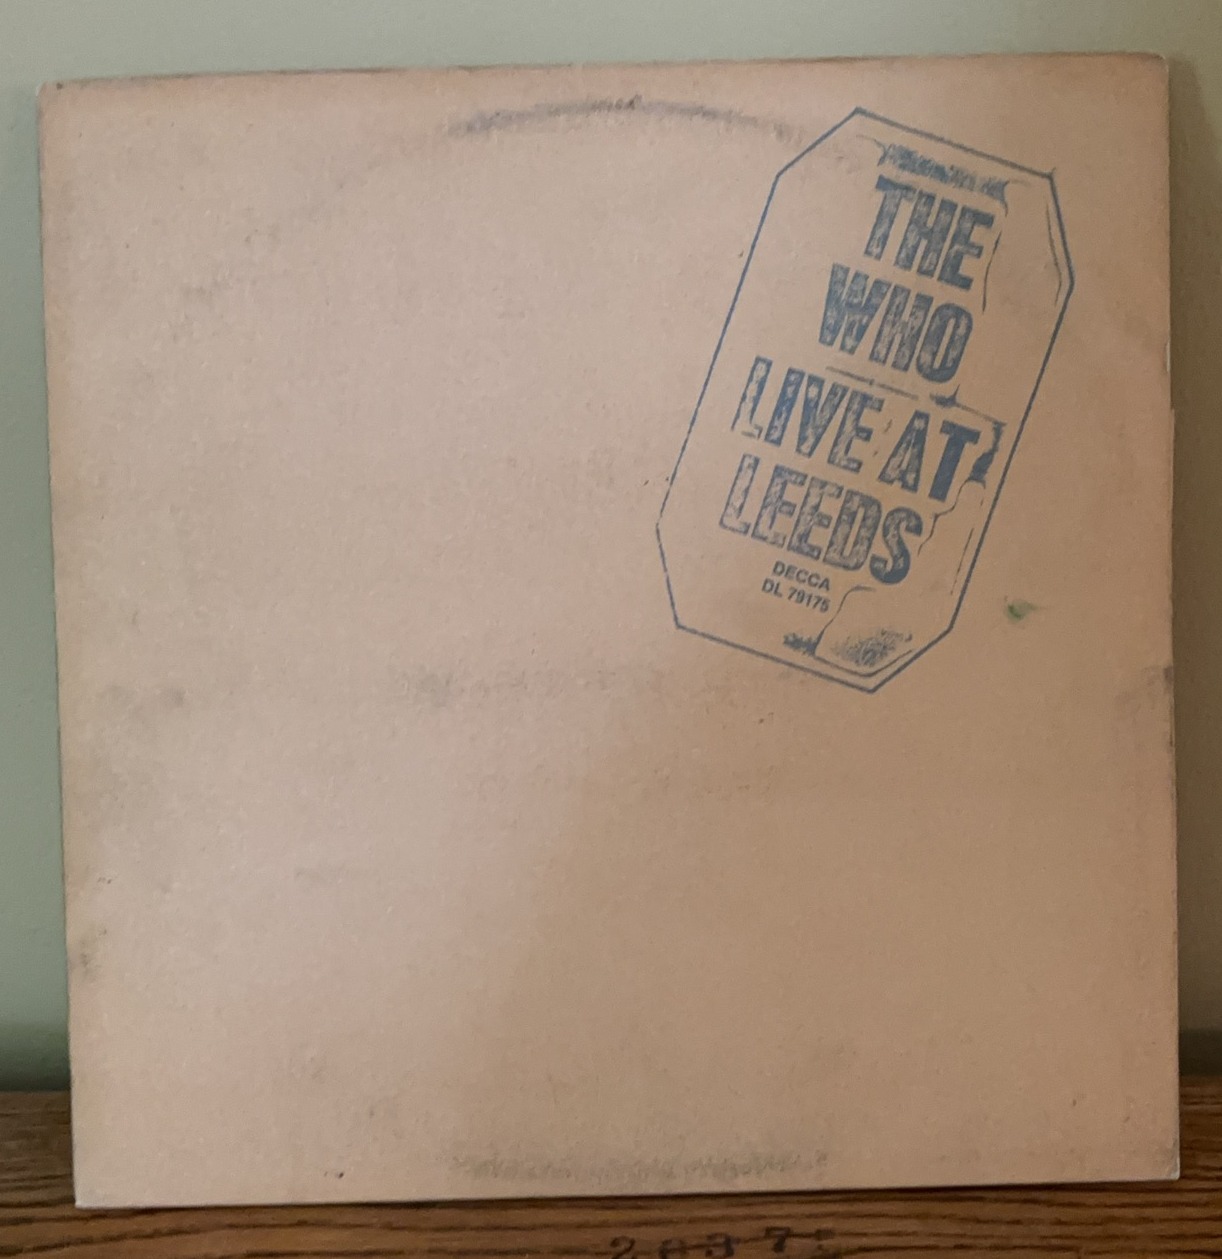 THE
WHO
LIVE AT
LEEDS
DECCA
DL 79175